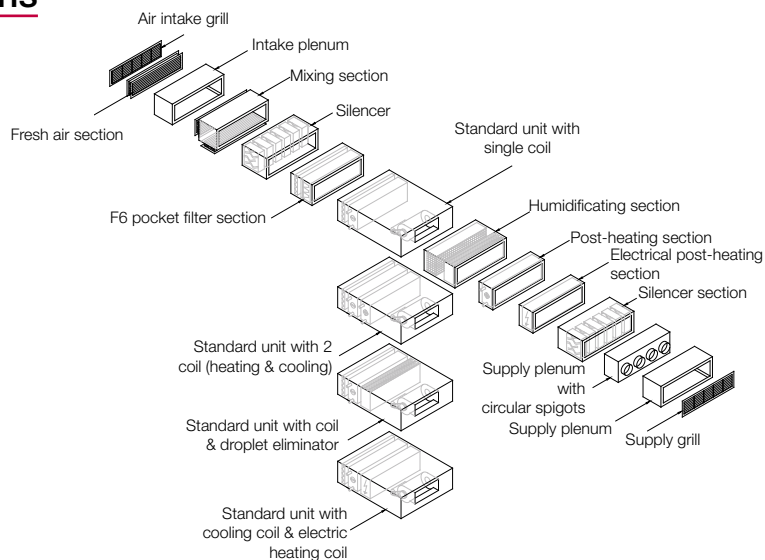 Air intake grill
Intake plenum
Mixing section
Silencer
Fresh air section
Standard unit with
single coil
F6 pocket filter section
Humidificating section
Post-heating section
Electrical post-heating
section
Silencer section
Standard unit with 2
coil (heating & cooling)
Supply plenum
with
circular spigots
Standard unit with coil
& droplet eliminator
Supply plenum
Supply grill
Standard unit with
cooling coil & electric
heating coil